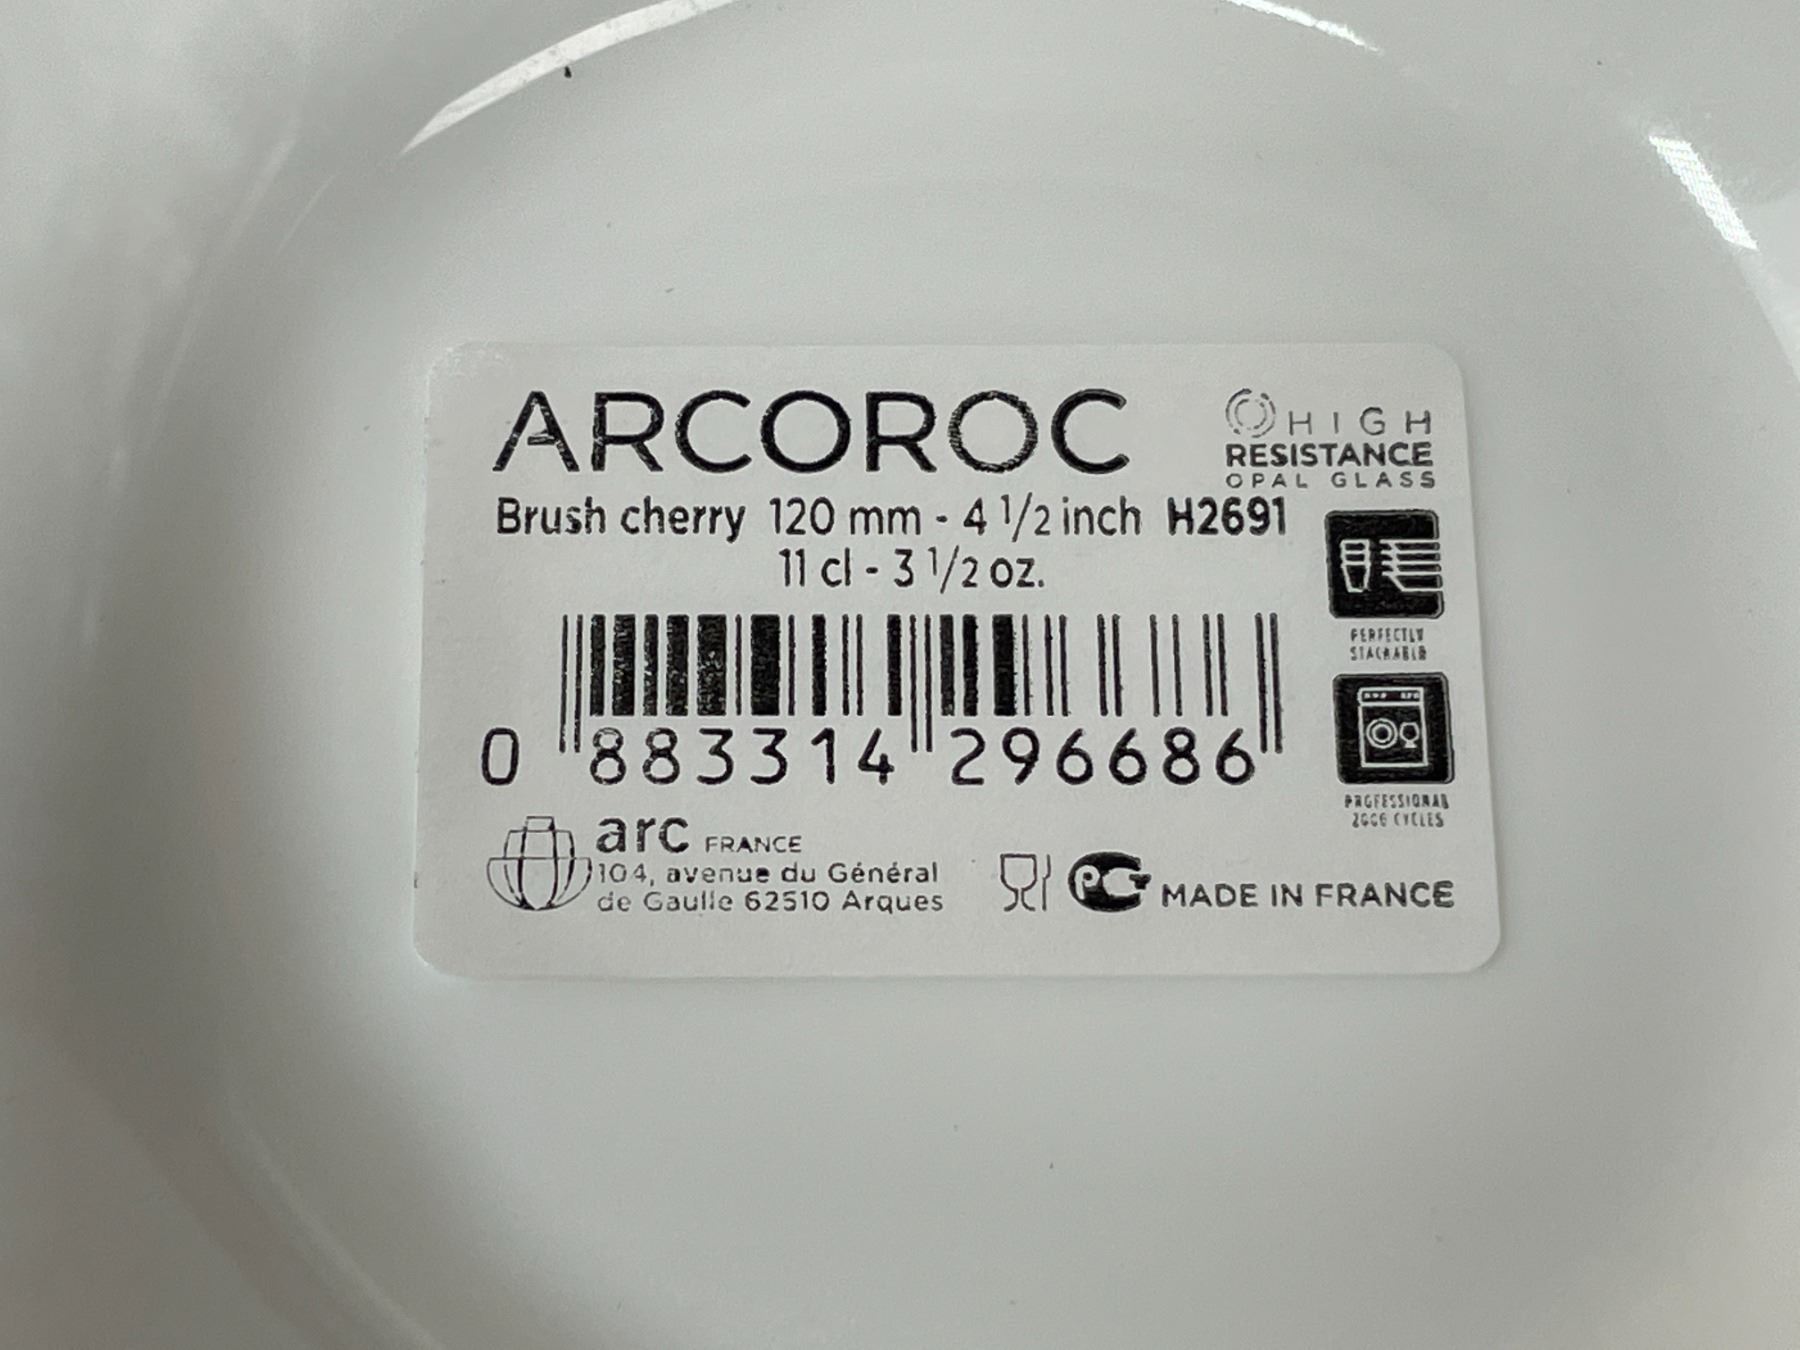 ARCOROC
HIGH
RESISTANCE
OPAL GLASS
Brush cherry 120 mm - 4 1/2 inch H2691
11 cl - 3 1/2 oz.
PERFECTLY
STACKABLE
0 883314 296686
PROFESSIONAL
2000 CYCLES
arc FRANCE
104, avenue du Général
de Gaulle 62510 Arques
PCT MADE IN FRANCE